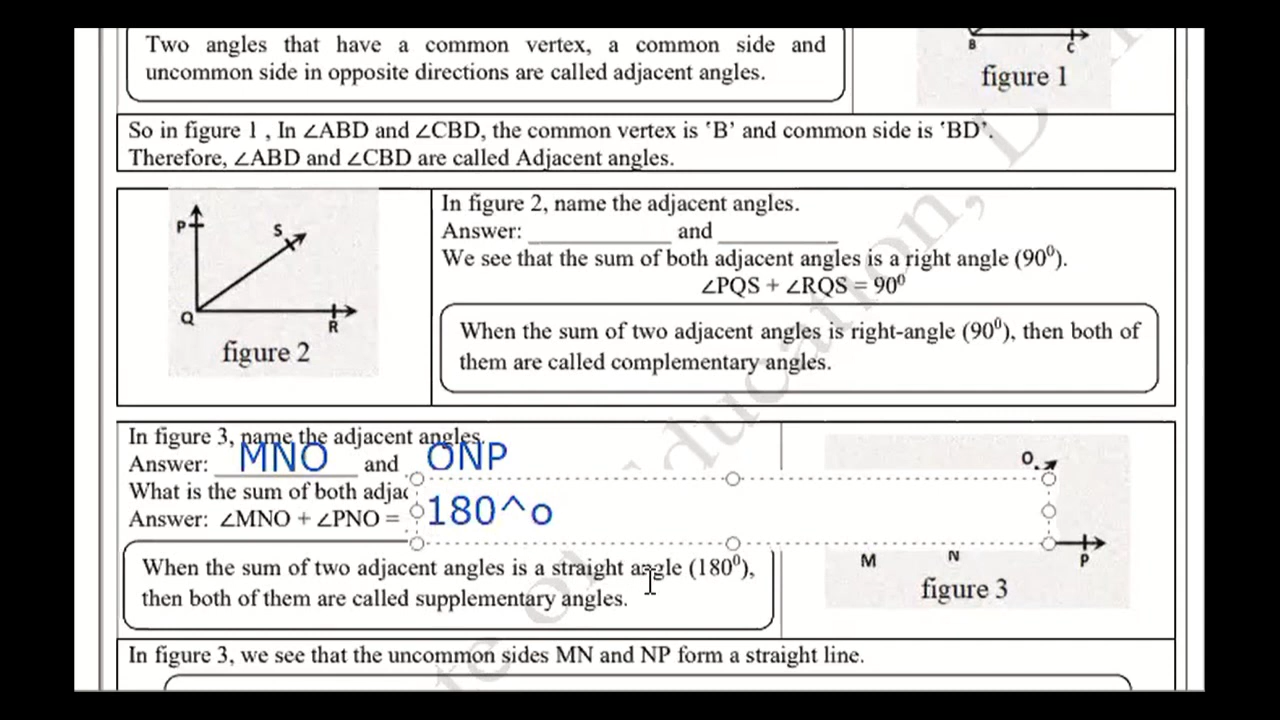 Two angles that have a common vertex, a common side and
uncommon side in opposite directions are called adjacent angles.
B C
figure 1
So in figure 1 , In ∠ABD and ∠CBD, the common vertex is ‘B’ and common side is ‘BD’.
Therefore, ∠ABD and ∠CBD are called Adjacent angles.
P
S
Q
R
figure 2
In figure 2, name the adjacent angles.
Answer: ____________ and __________
We see that the sum of both adjacent angles is a right angle (90⁰).
∠PQS + ∠RQS = 90⁰
When the sum of two adjacent angles is right-angle (90⁰), then both of
them are called complementary angles.
In figure 3, name the adjacent angles.
Answer: MNO and ONP
What is the sum of both adjac
Answer: ∠MNO + ∠PNO = 180^o
O
M N P
figure 3
When the sum of two adjacent angles is a straight angle (180⁰),
then both of them are called supplementary angles.
In figure 3, we see that the uncommon sides MN and NP form a straight line.